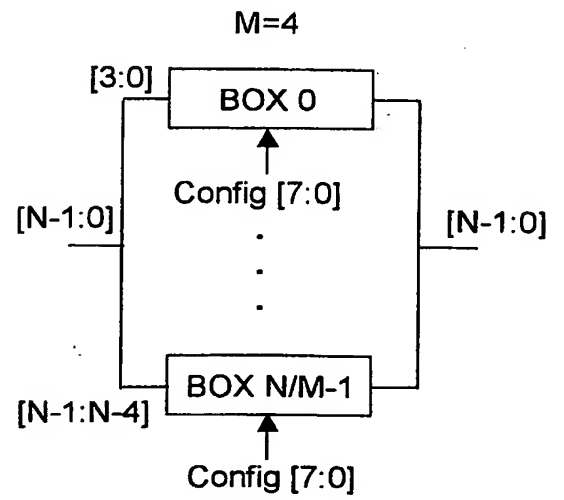 M=4
[3:0]
BOX 0
Config [7:0]
[N-1:0]
[N-1:0]
BOX N/M-1
[N-1:N-4]
Config [7:0]